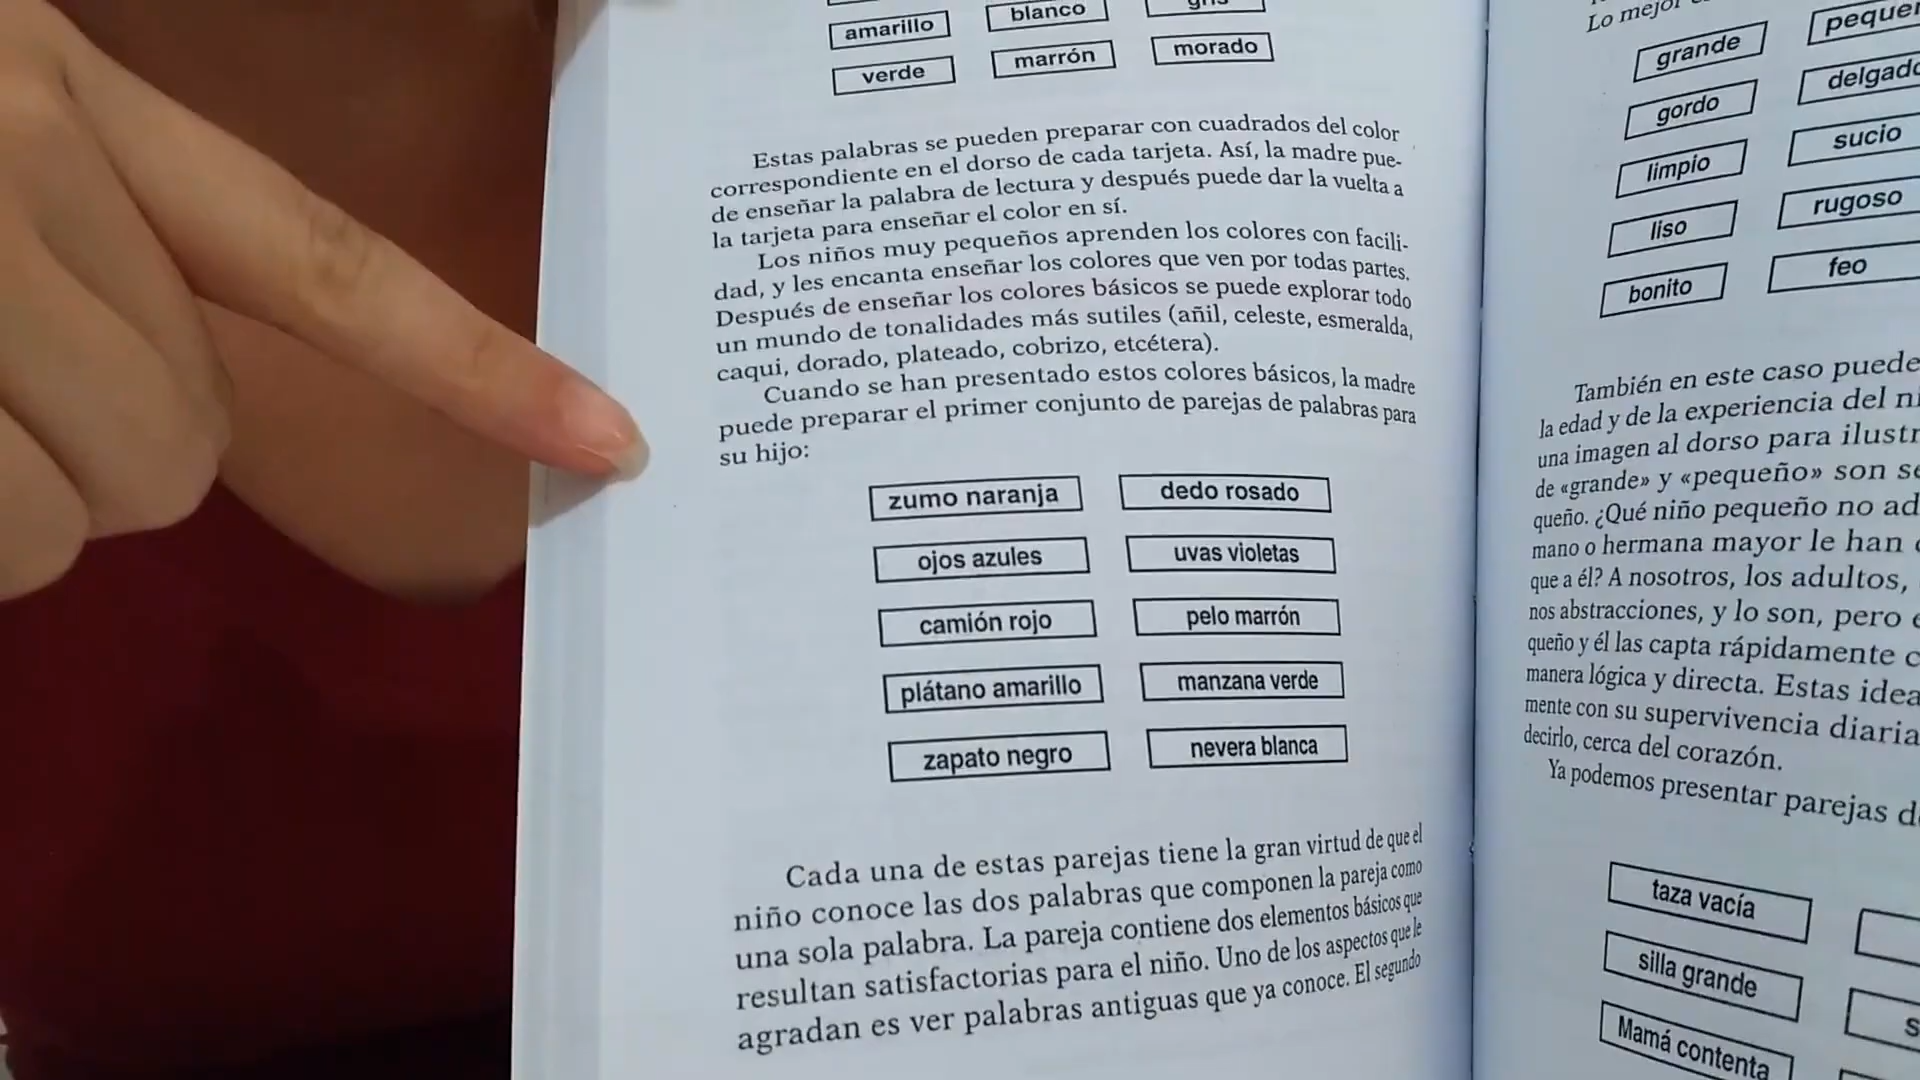 amarillo
blanco
verde
marrón
morado
Estas palabras se pueden preparar con cuadrados del color
correspondiente en el dorso de cada tarjeta. Así, la madre pue-
de enseñar la palabra de lectura y después puede dar la vuelta a
la tarjeta para enseñar el color en sí.
Los niños muy pequeños aprenden los colores con facili-
dad, y les encanta enseñar los colores que ven por todas partes.
Después de enseñar los colores básicos se puede explorar todo
un mundo de tonalidades más sutiles (añil, celeste, esmeralda,
caqui, dorado, plateado, cobrizo, etcétera).
Cuando se han presentado estos colores básicos, la madre
puede preparar el primer conjunto de parejas de palabras para
su hijo:
zumo naranja
dedo rosado
ojos azules
uvas violetas
camión rojo
pelo marrón
plátano amarillo
manzana verde
zapato negro
nevera blanca
Cada una de estas parejas tiene la gran virtud de que el
niño conoce las dos palabras que componen la pareja como
una sola palabra. La pareja contiene dos elementos básicos que
resultan satisfactorias para el niño. Uno de los aspectos que le
agradan es ver palabras antiguas que ya conoce. El segundo
Lo mejor
grande
gordo
delgado
limpio
sucio
liso
rugoso
bonito
feo
También en este caso puede
la edad y de la experiencia del
una imagen al dorso para
de «grande» y «pequeño» son
queño. ¿Qué niño pequeño no
mano o hermana mayor le han
que a él? A nosotros, los adultos,
nos abstracciones, y lo son, pero
queño y él las capta rápidamente
manera lógica y directa. Estas
mente con su supervivencia diaria
decirlo, cerca del corazón.
Ya podemos presentar parejas
taza vacía
silla grande
Mamá contenta